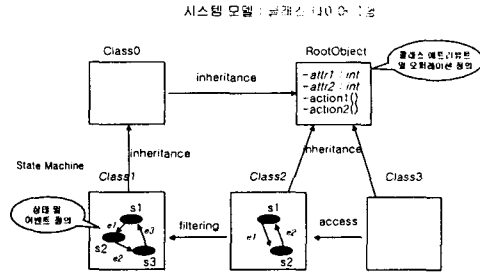 시스템 모델 : 클래스
Class0
RootObject
-attr1 : int
-attr2 : int
-action1()
-action2()
클래스 애트리뷰트
및 오퍼레이션 정의
inheritance
inheritance
inheritance
State Machine
Class1
Class2
Class3
상태 및
이벤트 정의
s1
e1
e3
s2
e2
s3
filtering
s1
e1
e2
s2
access